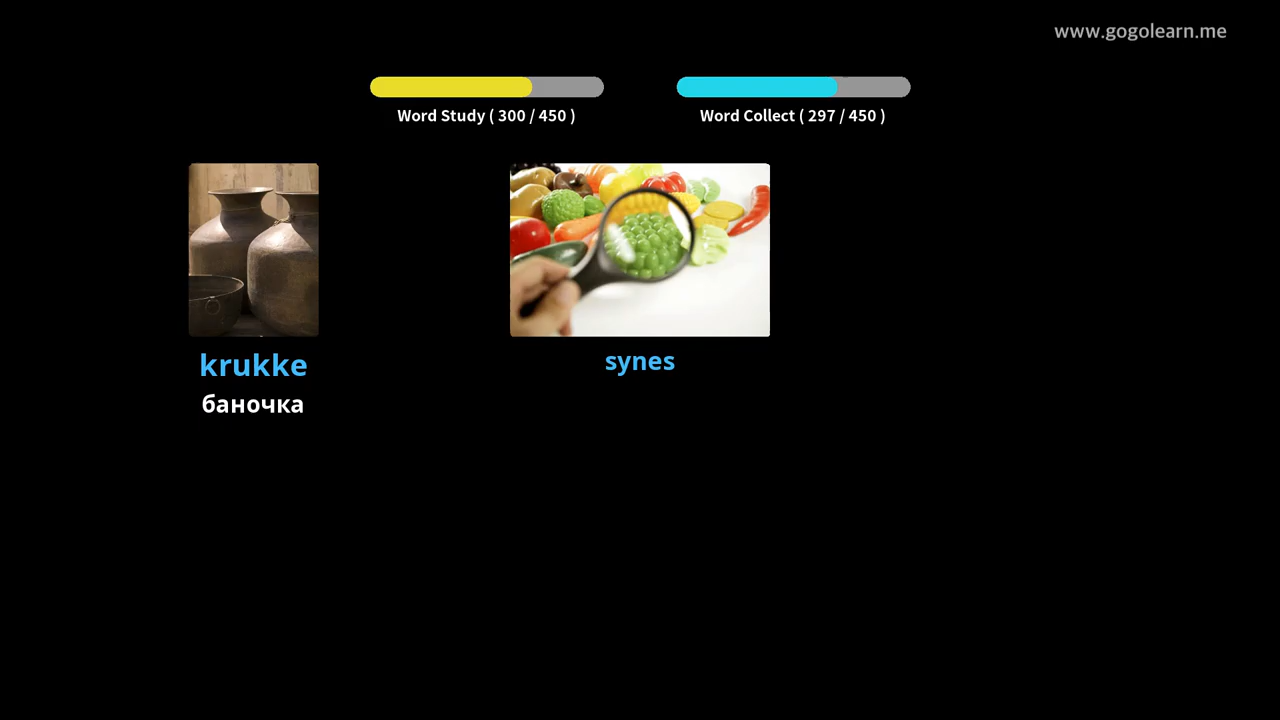 www.gogolearn.me
Word Study ( 300 / 450 )
Word Collect ( 297 / 450 )
krukke
баночка
synes